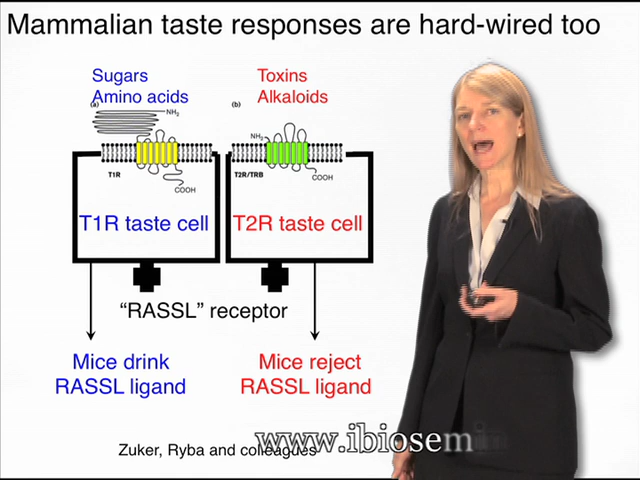 Mammalian taste responses are hard-wired too
Sugars
Amino acids
Toxins
Alkaloids
(a)
NH₂
(b)
NH₂
T1R
COOH
T2R/TRB
COOH
T1R taste cell
T2R taste cell
“RASSL” receptor
Mice drink
RASSL ligand
Mice reject
RASSL ligand
Zuker, Ryba and colleagues
www.ibiosemin